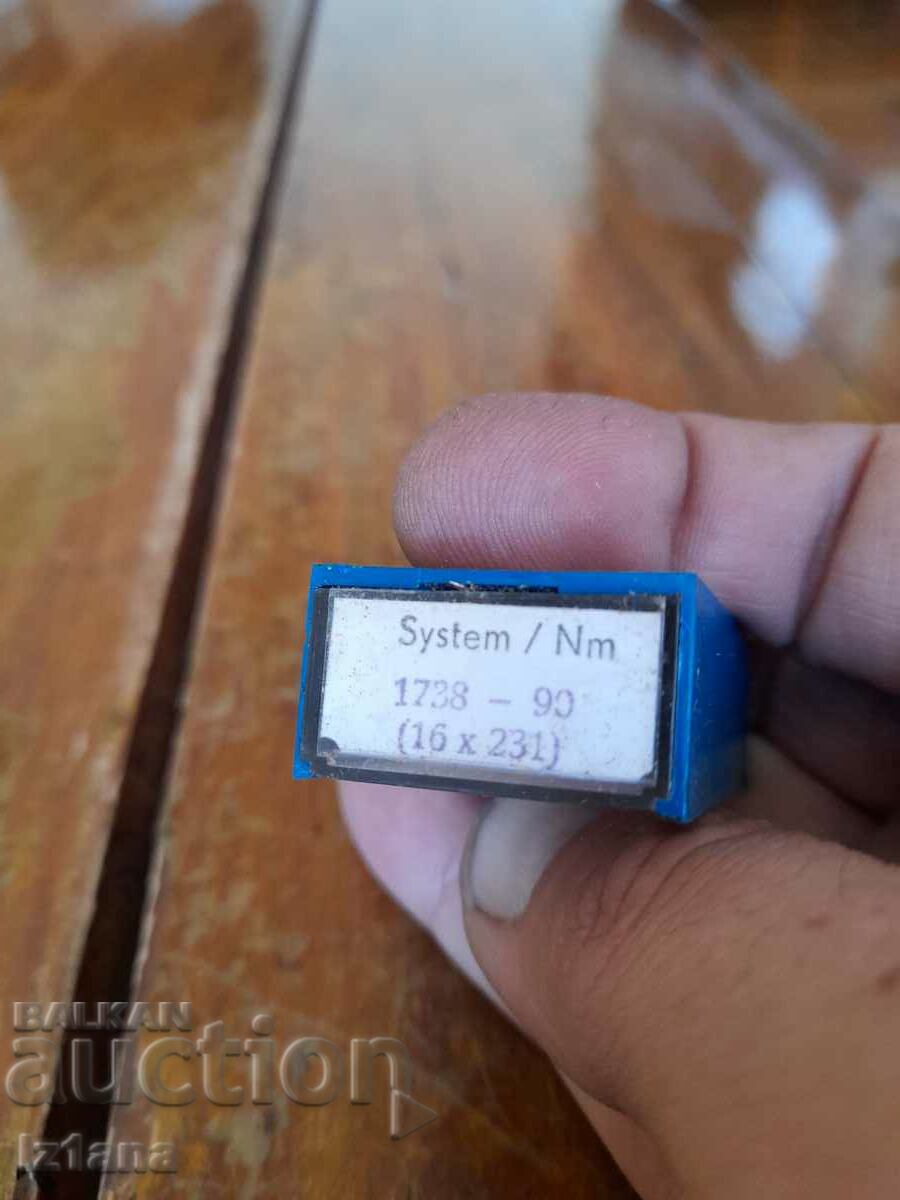 System / Nm
1738 - 90
(16 x 231)
BALKAN
auction
Iz1ana